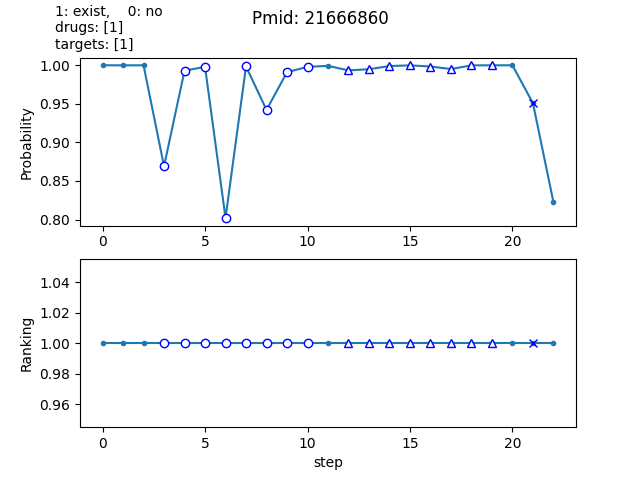 1: exist,    0: no
drugs: [1]
targets: [1]
Pmid: 21666860
1.00
0.95
0.90
0.85
0.80
Probability
0 5 10 15 20
1.04
1.02
1.00
0.98
0.96
Ranking
0 5 10 15 20
step